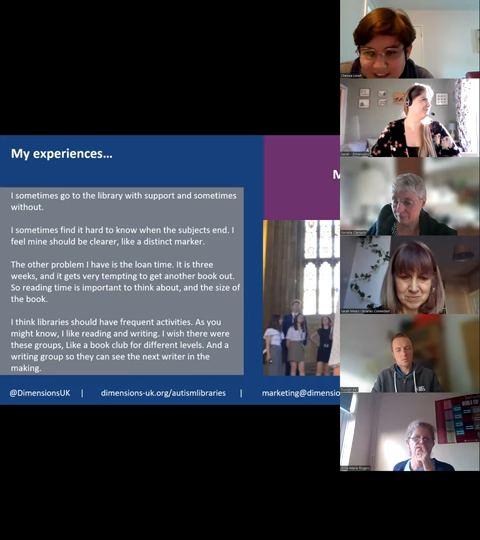 My experiences...
M
I sometimes go to the library with support and sometimes
without.
I sometimes find it hard to know when the subjects end. I
feel mine should be clearer, like a distinct marker.
The other problem I have is the loan time. It is three
weeks, and it gets very tempting to get another book out.
So reading time is important to think about, and the size of
the book.
I think libraries should have frequent activities. As you
might know, I like reading and writing. I wish there were
these groups, Like a book club for different levels. And a
writing group so they can see the next writer in the
making.
@DimensionsUK | dimensions-uk.org/autismlibraries | marketing@dimensio